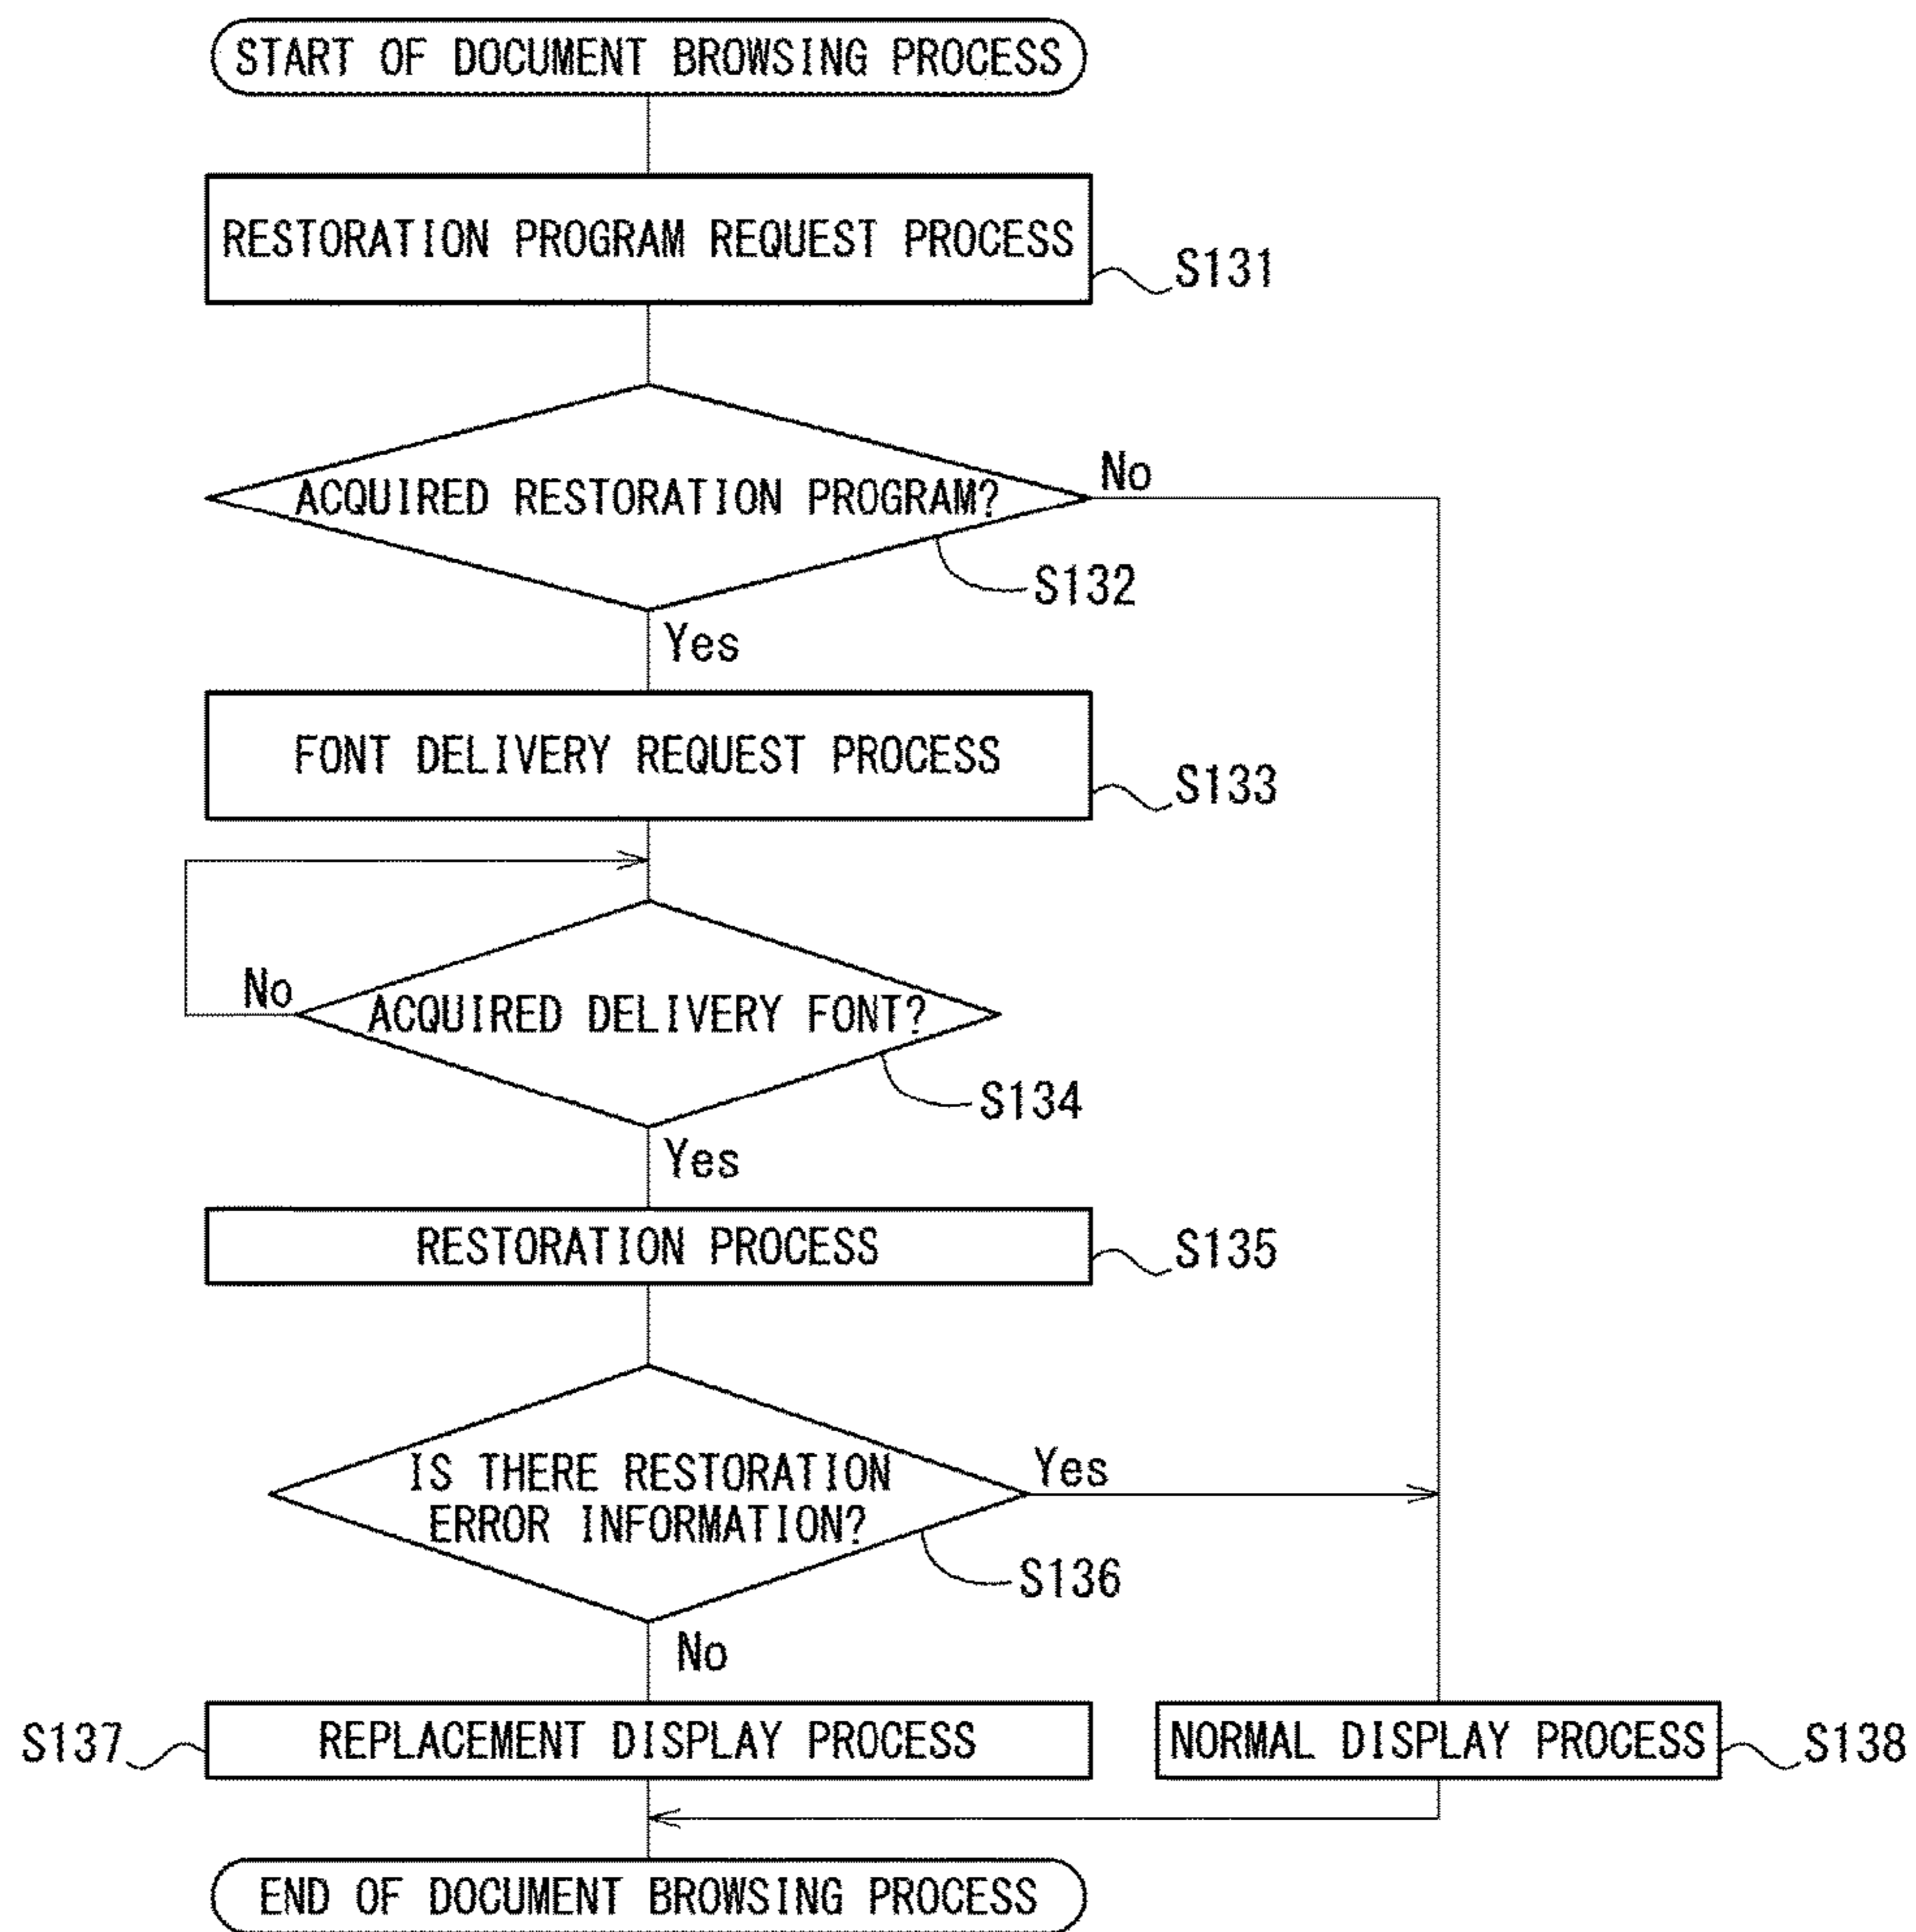 START OF DOCUMENT BROWSING PROCESS
RESTORATION PROGRAM REQUEST PROCESS
S131
ACQUIRED RESTORATION PROGRAM?
No
S132
Yes
FONT DELIVERY REQUEST PROCESS
S133
No
ACQUIRED DELIVERY FONT?
S134
Yes
RESTORATION PROCESS
S135
IS THERE RESTORATION
ERROR INFORMATION?
Yes
S136
No
S137
REPLACEMENT DISPLAY PROCESS
NORMAL DISPLAY PROCESS
S138
END OF DOCUMENT BROWSING PROCESS